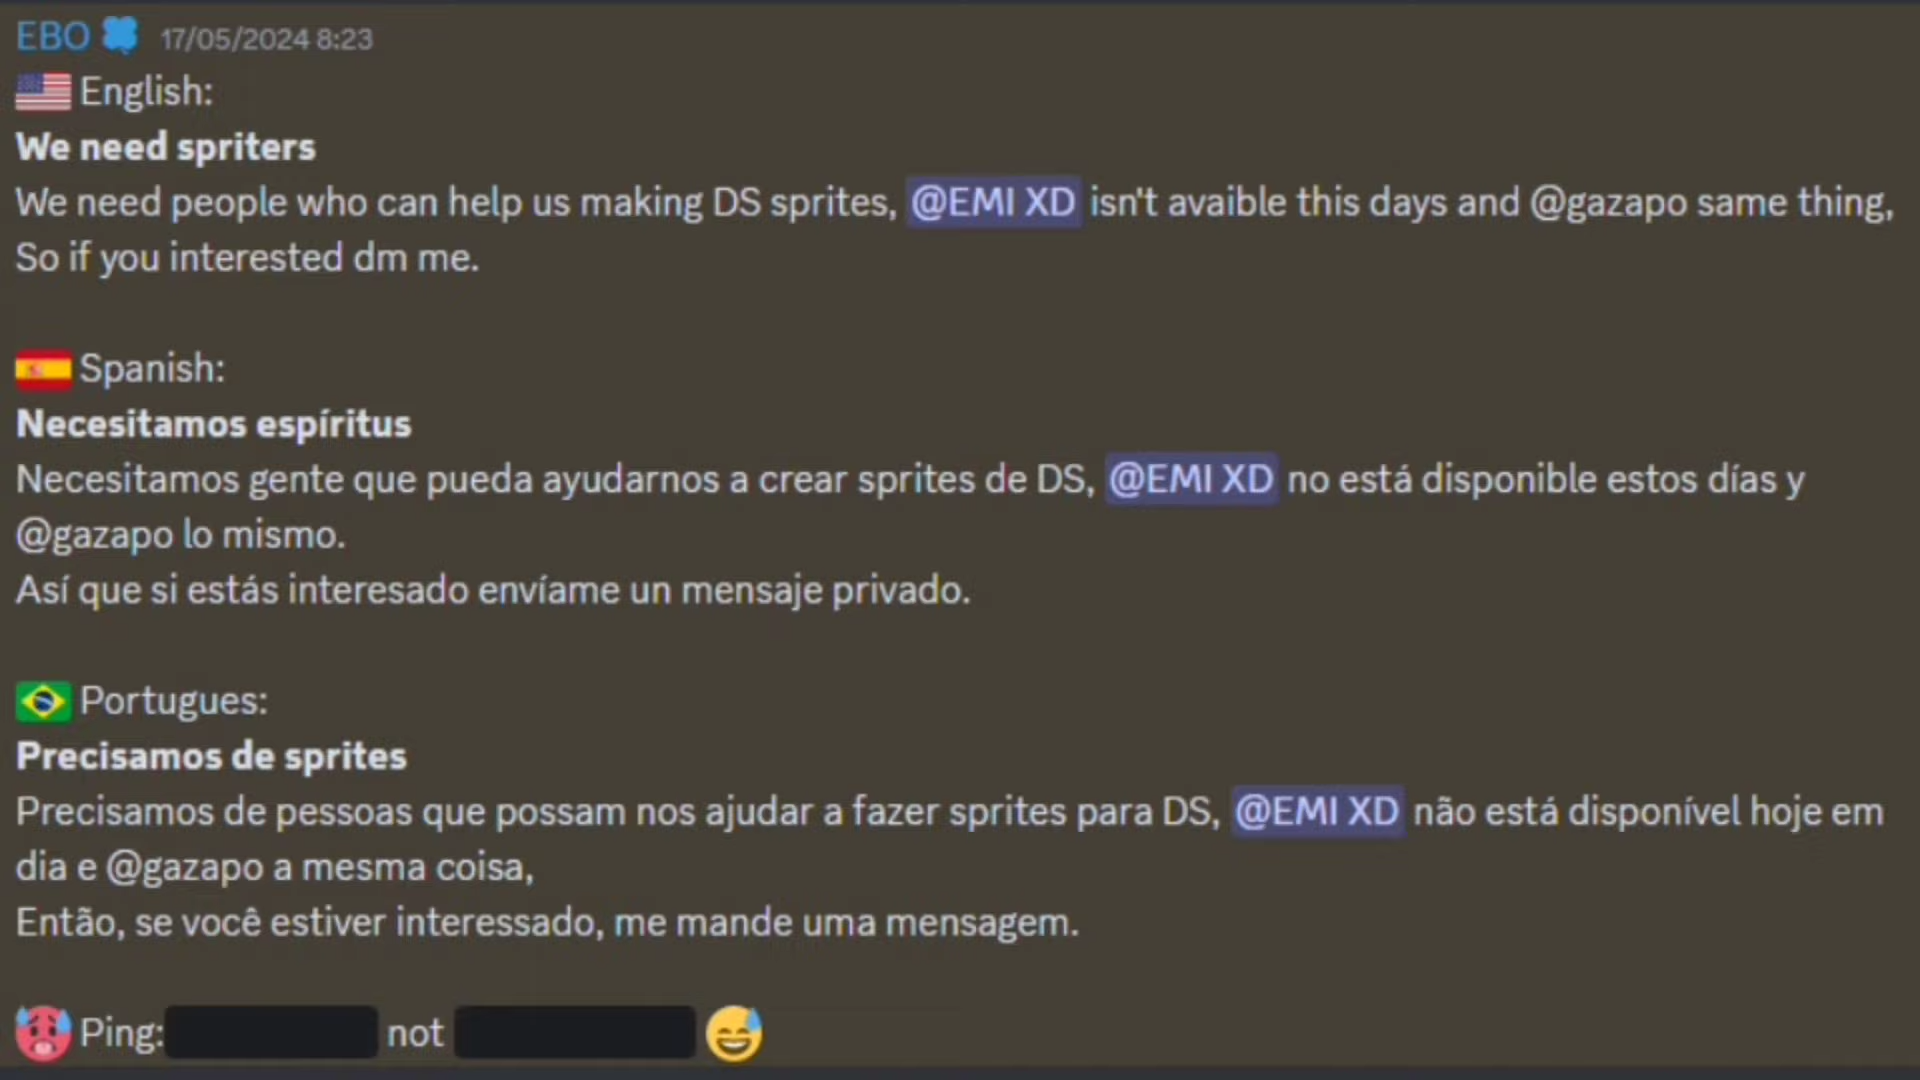 EBO 17/05/2024 8:23
English:
We need spriters
We need people who can help us making DS sprites, @EMI XD isn't avaible this days and @gazapo same thing,
So if you interested dm me.
Spanish:
Necesitamos espíritus
Necesitamos gente que pueda ayudarnos a crear sprites de DS, @EMI XD no está disponible estos días y
@gazapo lo mismo.
Así que si estás interesado envíame un mensaje privado.
Portugues:
Precisamos de sprites
Precisamos de pessoas que possam nos ajudar a fazer sprites para DS, @EMI XD não está disponível hoje em
dia e @gazapo a mesma coisa,
Então, se você estiver interessado, me mande uma mensagem.
Ping: not